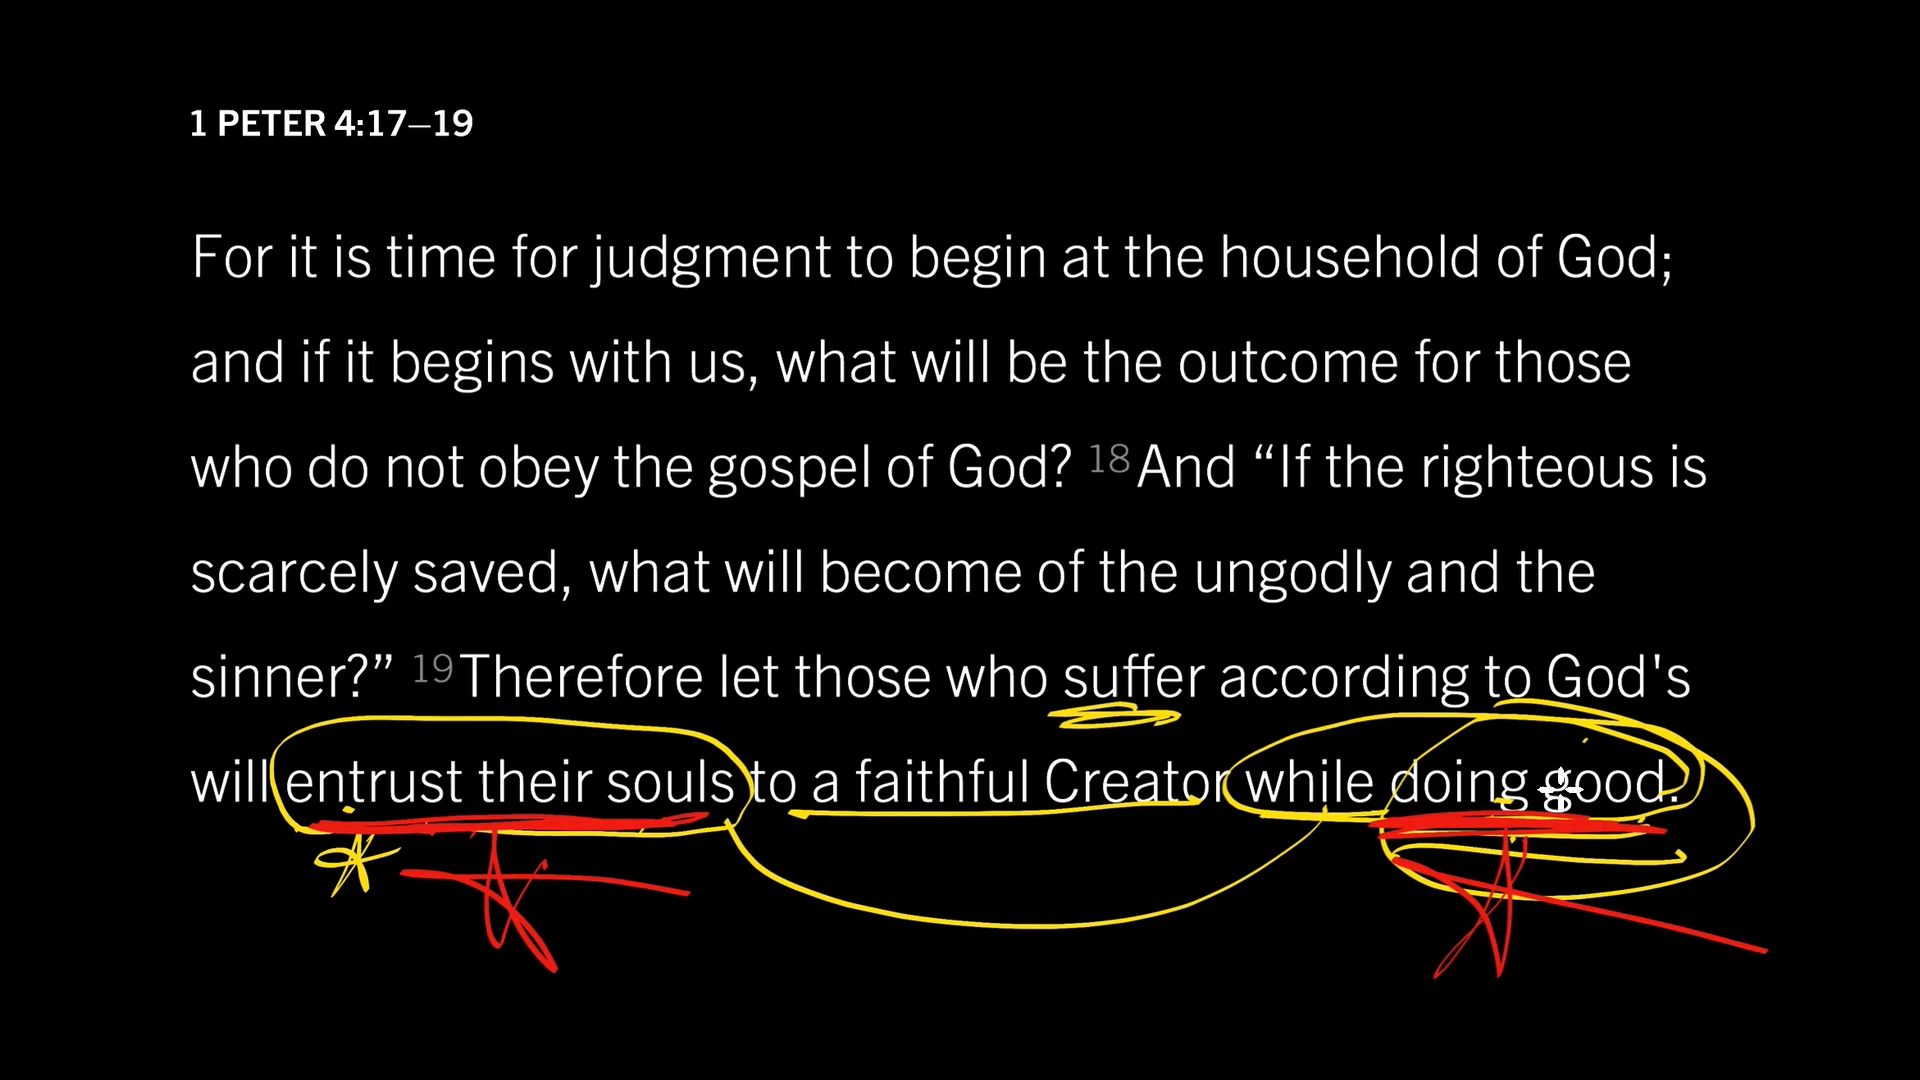 1 PETER 4:17–19
For it is time for judgment to begin at the household of God;
and if it begins with us, what will be the outcome for those
who do not obey the gospel of God? 18 And “If the righteous is
scarcely saved, what will become of the ungodly and the
sinner?” 19 Therefore let those who suffer according to God's
will entrust their souls to a faithful Creator while doing good.